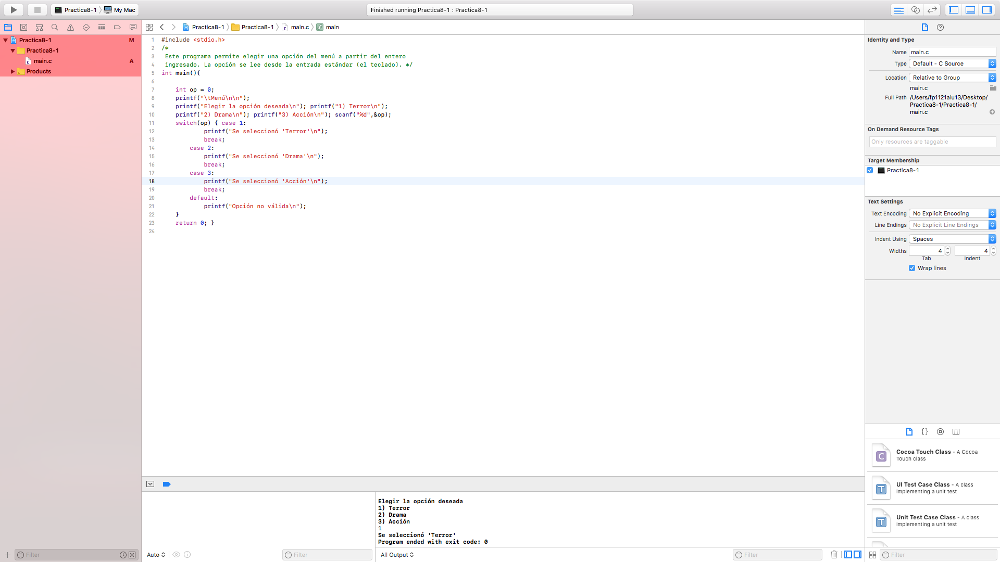 Practica8-1 〉 My Mac
Finished running Practica8-1 : Practica8-1
Practica8-1 M
Practica8-1
main.c A
Products
Filter
Practica8-1 〉 Practica8-1 〉 main.c 〉 main
1 #include <stdio.h>
2 /*
3 Este programa permite elegir una opción del menú a partir del entero
4 ingresado. La opción se lee desde la entrada estándar (el teclado). */
5 int main(){
6
7 int op = 0;
8 printf("\tMenú\n\n");
9 printf("Elegir la opción deseada\n"); printf("1) Terror\n");
10 printf("2) Drama\n"); printf("3) Acción\n"); scanf("%d",&op);
11 switch(op) { case 1:
12 printf("Se seleccionó 'Terror'\n");
13 break;
14 case 2:
15 printf("Se seleccionó 'Drama'\n");
16 break;
17 case 3:
18 printf("Se seleccionó 'Acción'\n");
19 break;
20 default:
21 printf("Opción no válida\n");
22 }
23 return 0; }
24
Auto
Filter
Elegir la opción deseada
1) Terror
2) Drama
3) Acción
1
Se seleccionó 'Terror'
Program ended with exit code: 0
All Output
Filter
Identity and Type
Name main.c
Type Default - C Source
Location Relative to Group
main.c
Full Path /Users/fp1121alu13/Desktop/
Practica8-1/Practica8-1/
main.c
On Demand Resource Tags
Only resources are taggable
Target Membership
Practica8-1
Text Settings
Text Encoding No Explicit Encoding
Line Endings No Explicit Line Endings
Indent Using Spaces
Widths 4 4
Tab Indent
Wrap lines
{}
C
Cocoa Touch Class - A Cocoa
Touch class
T
UI Test Case Class - A class
implementing a unit test
T
Unit Test Case Class - A class
implementing a unit test
Filter